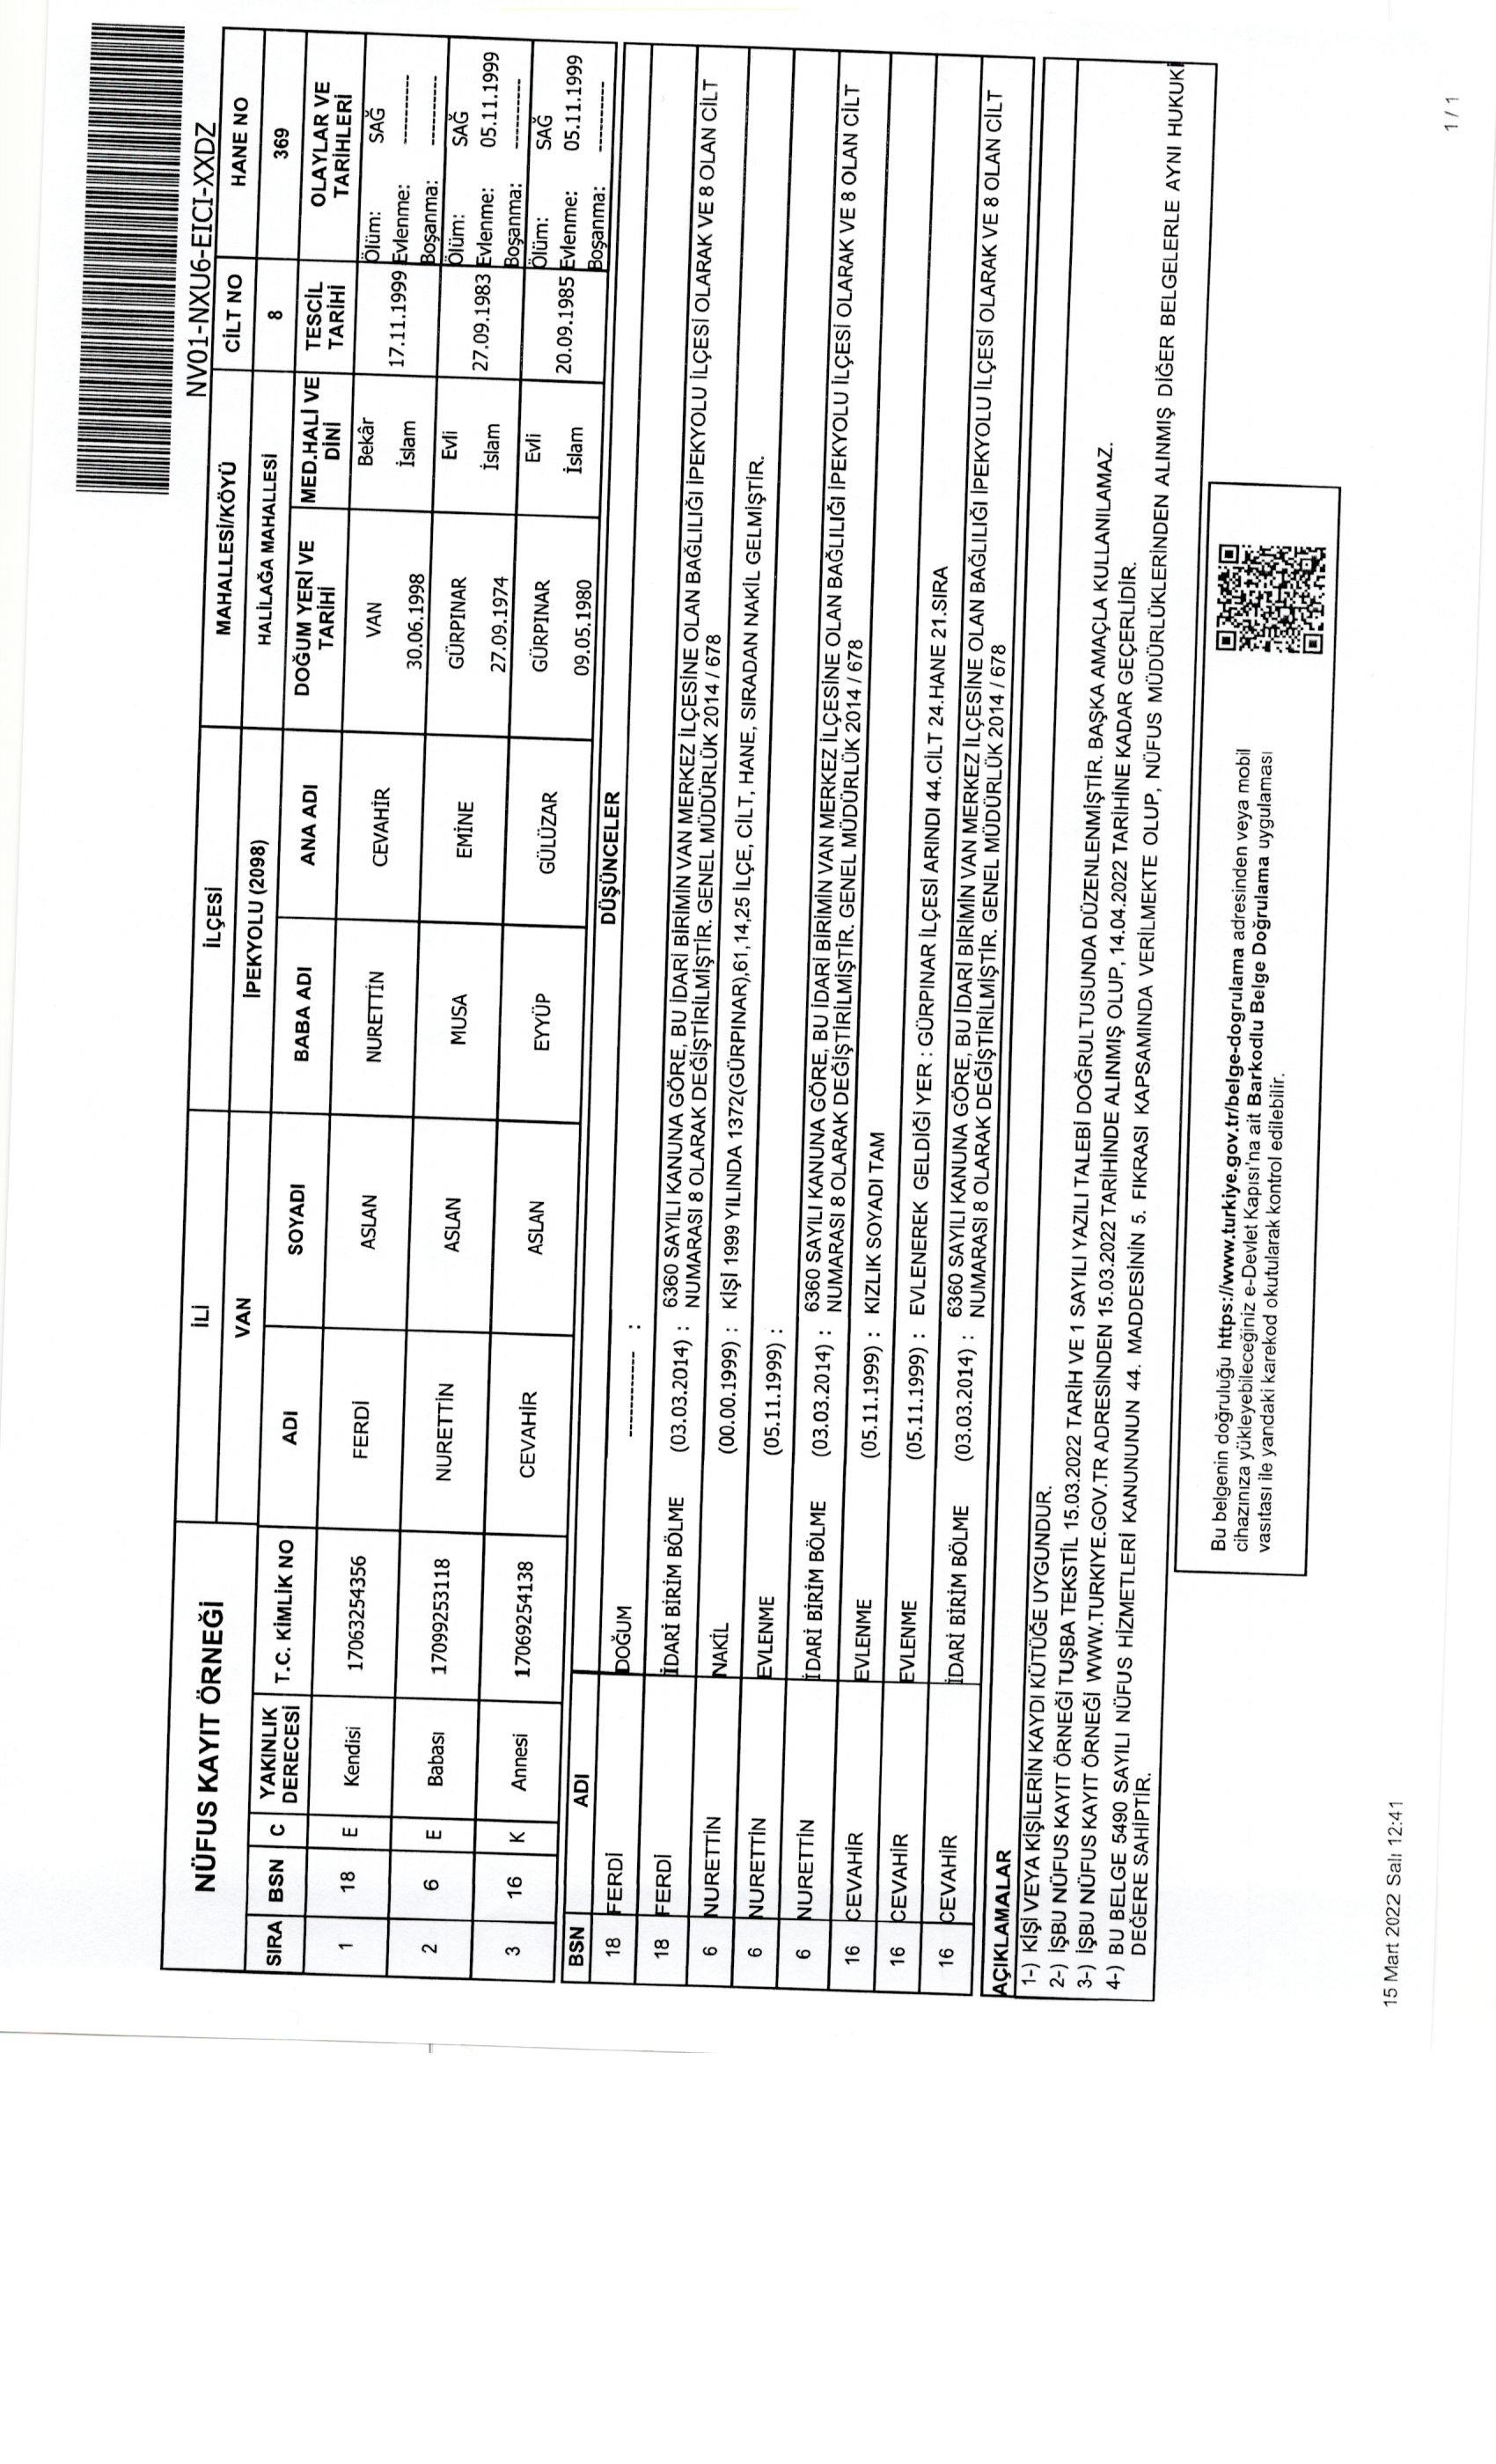 NV01-NXU6-EICI-XXDZ
NÜFUS KAYIT ÖRNEĞİ
İLİ İLÇESİ MAHALLESİ/KÖYÜ CİLT NO HANE NO
VAN İPEKYOLU (2098) HALİLAĞA MAHALLESİ 8 369
SIRA BSN C YAKINLIK DERECESİ T.C. KİMLİK NO ADI SOYADI BABA ADI ANA ADI DOĞUM YERİ VE TARİHİ MED.HALİ VE DİNİ TESCİL TARİHİ OLAYLAR VE TARİHLERİ
1 18 E Kendisi 17063254356 FERDİ ASLAN NURETTİN CEVAHİR VAN 30.06.1998 Bekâr İslam 17.11.1999 Ölüm: SAĞ
Evlenme: ----------
Boşanma: ----------
2 6 E Babası 17099253118 NURETTİN ASLAN MUSA EMİNE GÜRPINAR 27.09.1974 Evli İslam 27.09.1983 Ölüm: SAĞ
Evlenme: 05.11.1999
Boşanma: ----------
3 16 K Annesi 17069254138 CEVAHİR ASLAN EYYÜP GÜLÜZAR GÜRPINAR 09.05.1980 Evli İslam 20.09.1985 Ölüm: SAĞ
Evlenme: 05.11.1999
Boşanma: ----------
BSN ADI DÜŞÜNCELER
18 FERDİ DOĞUM ---------- :
18 FERDİ İDARİ BİRİM BÖLME (03.03.2014) : 6360 SAYILI KANUNA GÖRE, BU İDARİ BİRİMİN VAN MERKEZ İLÇESİNE OLAN BAĞLILIĞI İPEKYOLU İLÇESİ OLARAK VE 8 OLAN CİLT
NUMARASI 8 OLARAK DEĞİŞTİRİLMİŞTİR. GENEL MÜDÜRLÜK 2014 / 678
6 NURETTİN NAKİL (00.00.1999) : KİŞİ 1999 YILINDA 1372(GÜRPINAR),61,14,25 İLÇE, CİLT, HANE, SIRADAN NAKİL GELMİŞTİR.
6 NURETTİN EVLENME (05.11.1999) :
6 NURETTİN İDARİ BİRİM BÖLME (03.03.2014) : 6360 SAYILI KANUNA GÖRE, BU İDARİ BİRİMİN VAN MERKEZ İLÇESİNE OLAN BAĞLILIĞI İPEKYOLU İLÇESİ OLARAK VE 8 OLAN CİLT
NUMARASI 8 OLARAK DEĞİŞTİRİLMİŞTİR. GENEL MÜDÜRLÜK 2014 / 678
16 CEVAHİR EVLENME (05.11.1999) : KIZLIK SOYADI TAM
16 CEVAHİR EVLENME (05.11.1999) : EVLENEREK GELDİĞİ YER : GÜRPINAR İLÇESİ ARINDI 44.CİLT 24.HANE 21.SIRA
16 CEVAHİR İDARİ BİRİM BÖLME (03.03.2014) : 6360 SAYILI KANUNA GÖRE, BU İDARİ BİRİMİN VAN MERKEZ İLÇESİNE OLAN BAĞLILIĞI İPEKYOLU İLÇESİ OLARAK VE 8 OLAN CİLT
NUMARASI 8 OLARAK DEĞİŞTİRİLMİŞTİR. GENEL MÜDÜRLÜK 2014 / 678
AÇIKLAMALAR
1-) KİŞİ VEYA KİŞİLERİN KAYDI KÜTÜĞE UYGUNDUR.
2-) İŞBU NÜFUS KAYIT ÖRNEĞİ TUŞBA TEKSTİL 15.03.2022 TARİH VE 1 SAYILI YAZILI TALEBİ DOĞRULTUSUNDA DÜZENLENMİŞTİR. BAŞKA AMAÇLA KULLANILAMAZ.
3-) İŞBU NÜFUS KAYIT ÖRNEĞİ WWW.TURKIYE.GOV.TR ADRESİNDEN 15.03.2022 TARİHİNDE ALINMIŞ OLUP, 14.04.2022 TARİHİNE KADAR GEÇERLİDİR.
4-) BU BELGE 5490 SAYILI NÜFUS HİZMETLERİ KANUNUNUN 44. MADDESİNİN 5. FIKRASI KAPSAMINDA VERİLMEKTE OLUP, NÜFUS MÜDÜRLÜKLERİNDEN ALINMIŞ DİĞER BELGELERLE AYNI HUKUKİ
DEĞERE SAHİPTİR.
Bu belgenin doğruluğu https://www.turkiye.gov.tr/belge-dogrulama adresinden veya mobil
cihazınıza yükleyebileceğiniz e-Devlet Kapısı'na ait Barkodlu Belge Doğrulama uygulaması
vasıtası ile yandaki karekod okutularak kontrol edilebilir.
15 Mart 2022 Salı 12:41
1 / 1